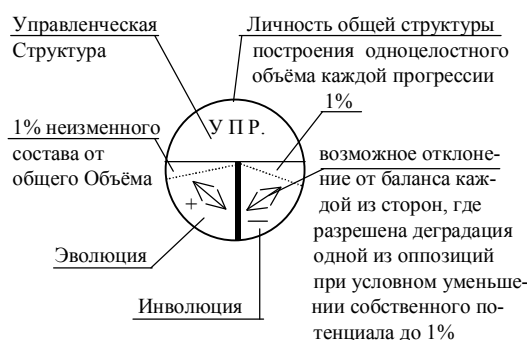 Управленческая
Структура
Личность общей структуры
построения одноцелостного
объёма каждой прогрессии
1%
У П Р.
1% неизменного
состава от
общего Объёма
возможное отклоне-
ние от баланса каж-
дой из сторон, где
разрешена деградация
одной из оппозиций
при условном уменьше-
нии собственного по-
тенциала до 1%
+
—
Эволюция
Инволюция